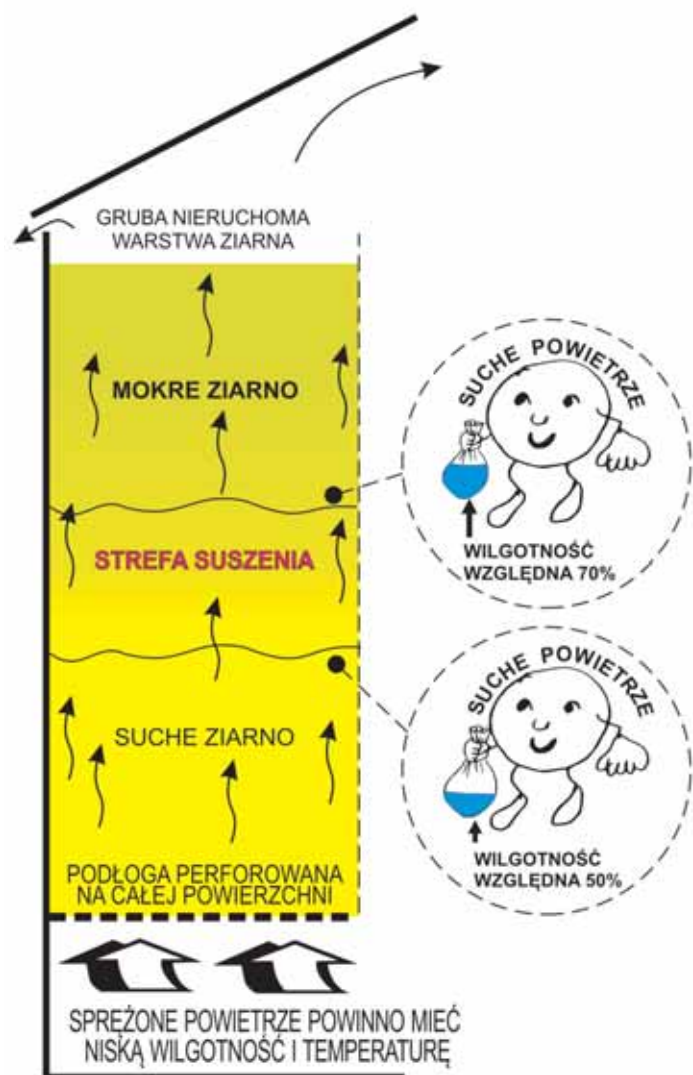 GRUBA NIERUCHOMA
WARSTWA ZIARNA
MOKRE ZIARNO
STREFA SUSZENIA
SUCHE ZIARNO
PODŁOGA PERFOROWANA
NA CAŁEJ POWIERZCHNI
SPRĘŻONE POWIETRZE POWINNO MIEĆ
NISKĄ WILGOTNOŚĆ I TEMPERATURĘ
SUCHE POWIETRZE
WILGOTNOŚĆ
WZGLĘDNA 70%
SUCHE POWIETRZE
WILGOTNOŚĆ
WZGLĘDNA 50%